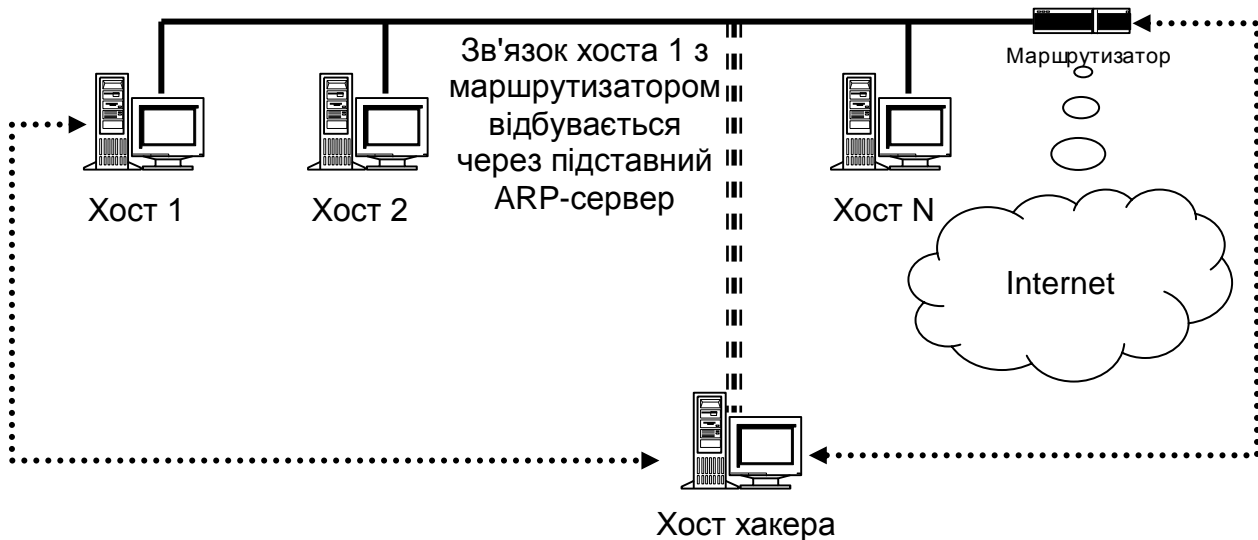 Зв'язок хоста 1 з
маршрутизатором
відбувається
через підставний
ARP-сервер
Маршрутизатор
Хост 1
Хост 2
Хост N
Internet
Хост хакера